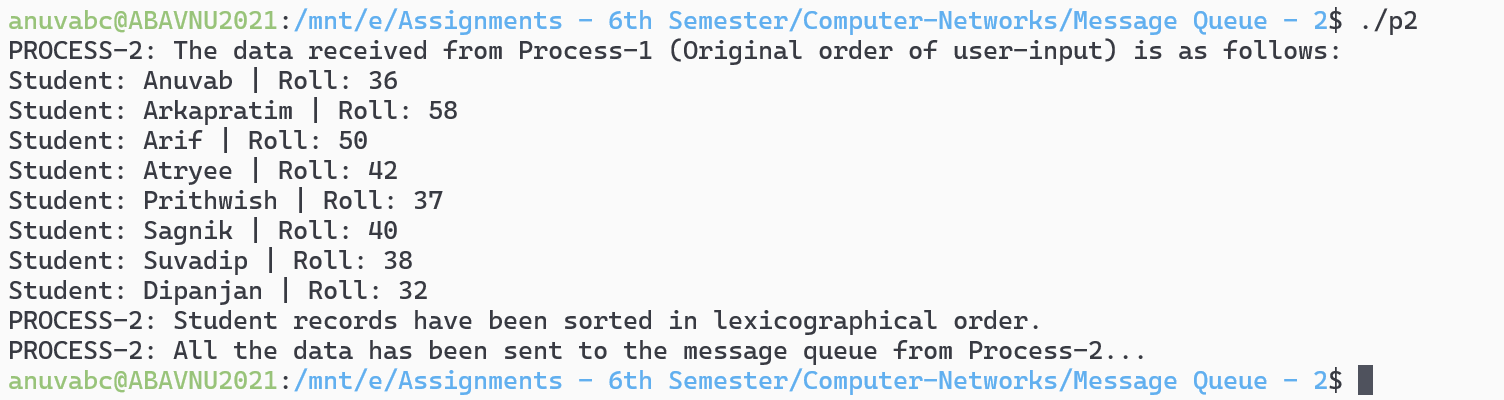 anuvabc@ABAVNU2021:/mnt/e/Assignments - 6th Semester/Computer-Networks/Message Queue - 2$ ./p2
PROCESS-2: The data received from Process-1 (Original order of user-input) is as follows:
Student: Anuvab | Roll: 36
Student: Arkapratim | Roll: 58
Student: Arif | Roll: 50
Student: Atryee | Roll: 42
Student: Prithwish | Roll: 37
Student: Sagnik | Roll: 40
Student: Suvadip | Roll: 38
Student: Dipanjan | Roll: 32
PROCESS-2: Student records have been sorted in lexicographical order.
PROCESS-2: All the data has been sent to the message queue from Process-2...
anuvabc@ABAVNU2021:/mnt/e/Assignments - 6th Semester/Computer-Networks/Message Queue - 2$